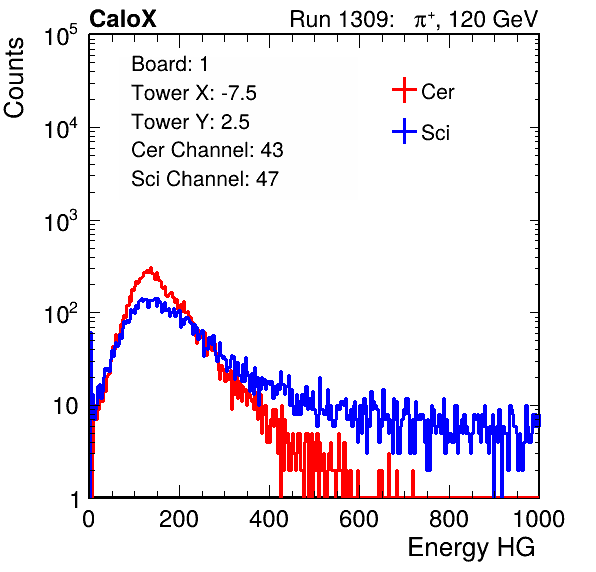 CaloX Run 1309: π⁺, 120 GeV
Counts
Board: 1
Tower X: -7.5
Tower Y: 2.5
Cer Channel: 43
Sci Channel: 47
Cer
Sci
10⁵
10⁴
10³
10²
10
1
0 200 400 600 800 1000
Energy HG